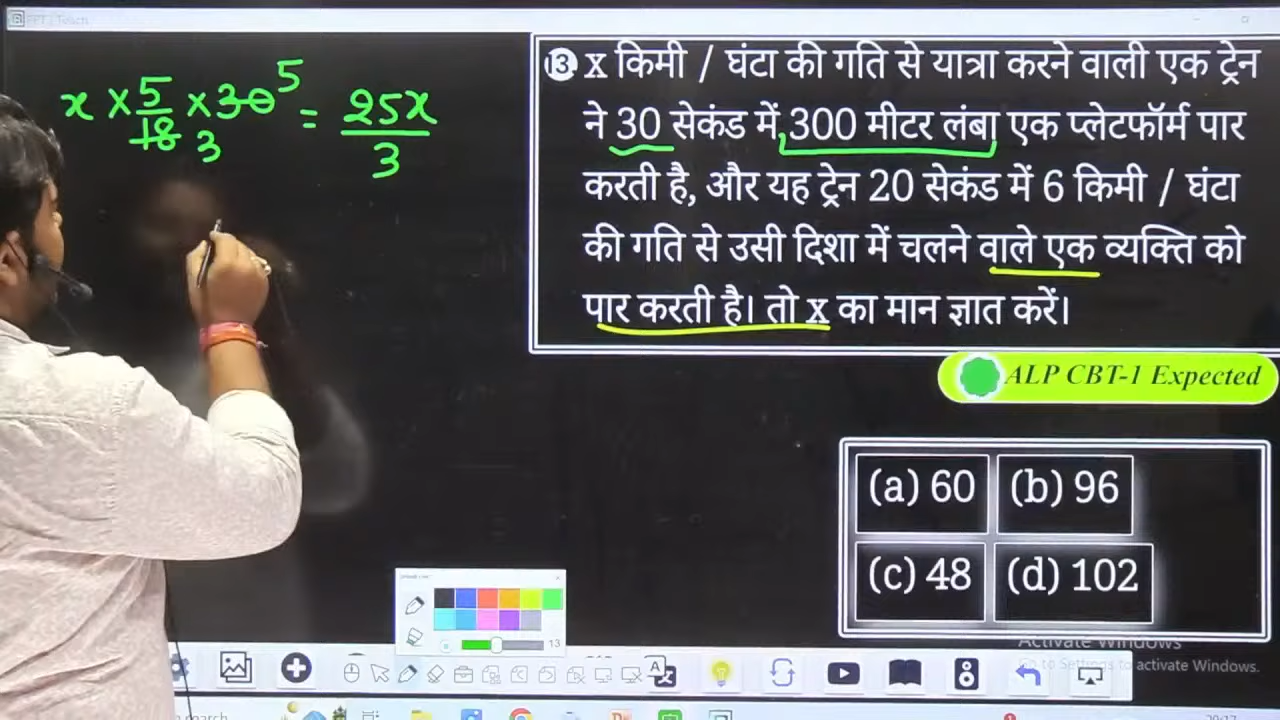 x × 5/18 × 30 5 = 25x/3
3
⑬ x किमी / घंटा की गति से यात्रा करने वाली एक ट्रेन
ने 30 सेकंड में 300 मीटर लंबा एक प्लेटफॉर्म पार
करती है, और यह ट्रेन 20 सेकंड में 6 किमी / घंटा
की गति से उसी दिशा में चलने वाले एक व्यक्ति को
पार करती है। तो x का मान ज्ञात करें।
ALP CBT-1 Expected
(a) 60 (b) 96
(c) 48 (d) 102
13
Activate Windows
Go to Settings to activate Windows.